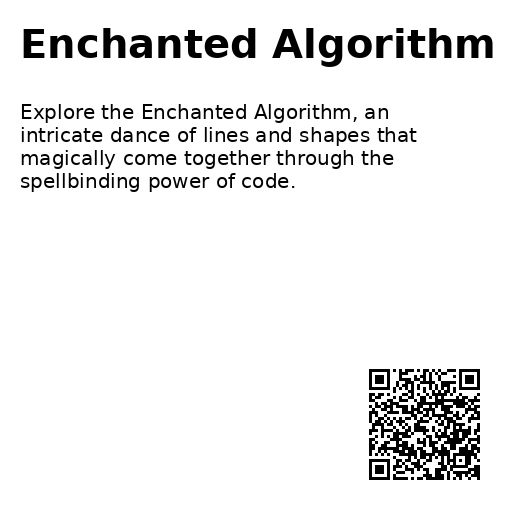 Enchanted Algorithm
Explore the Enchanted Algorithm, an
intricate dance of lines and shapes that
magically come together through the
spellbinding power of code.